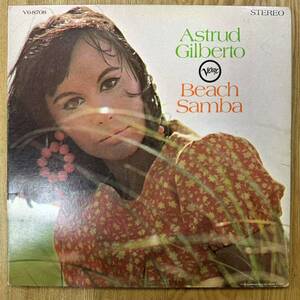 V6-8708
STEREO
Astrud
Gilberto
Verve
Beach
Samba